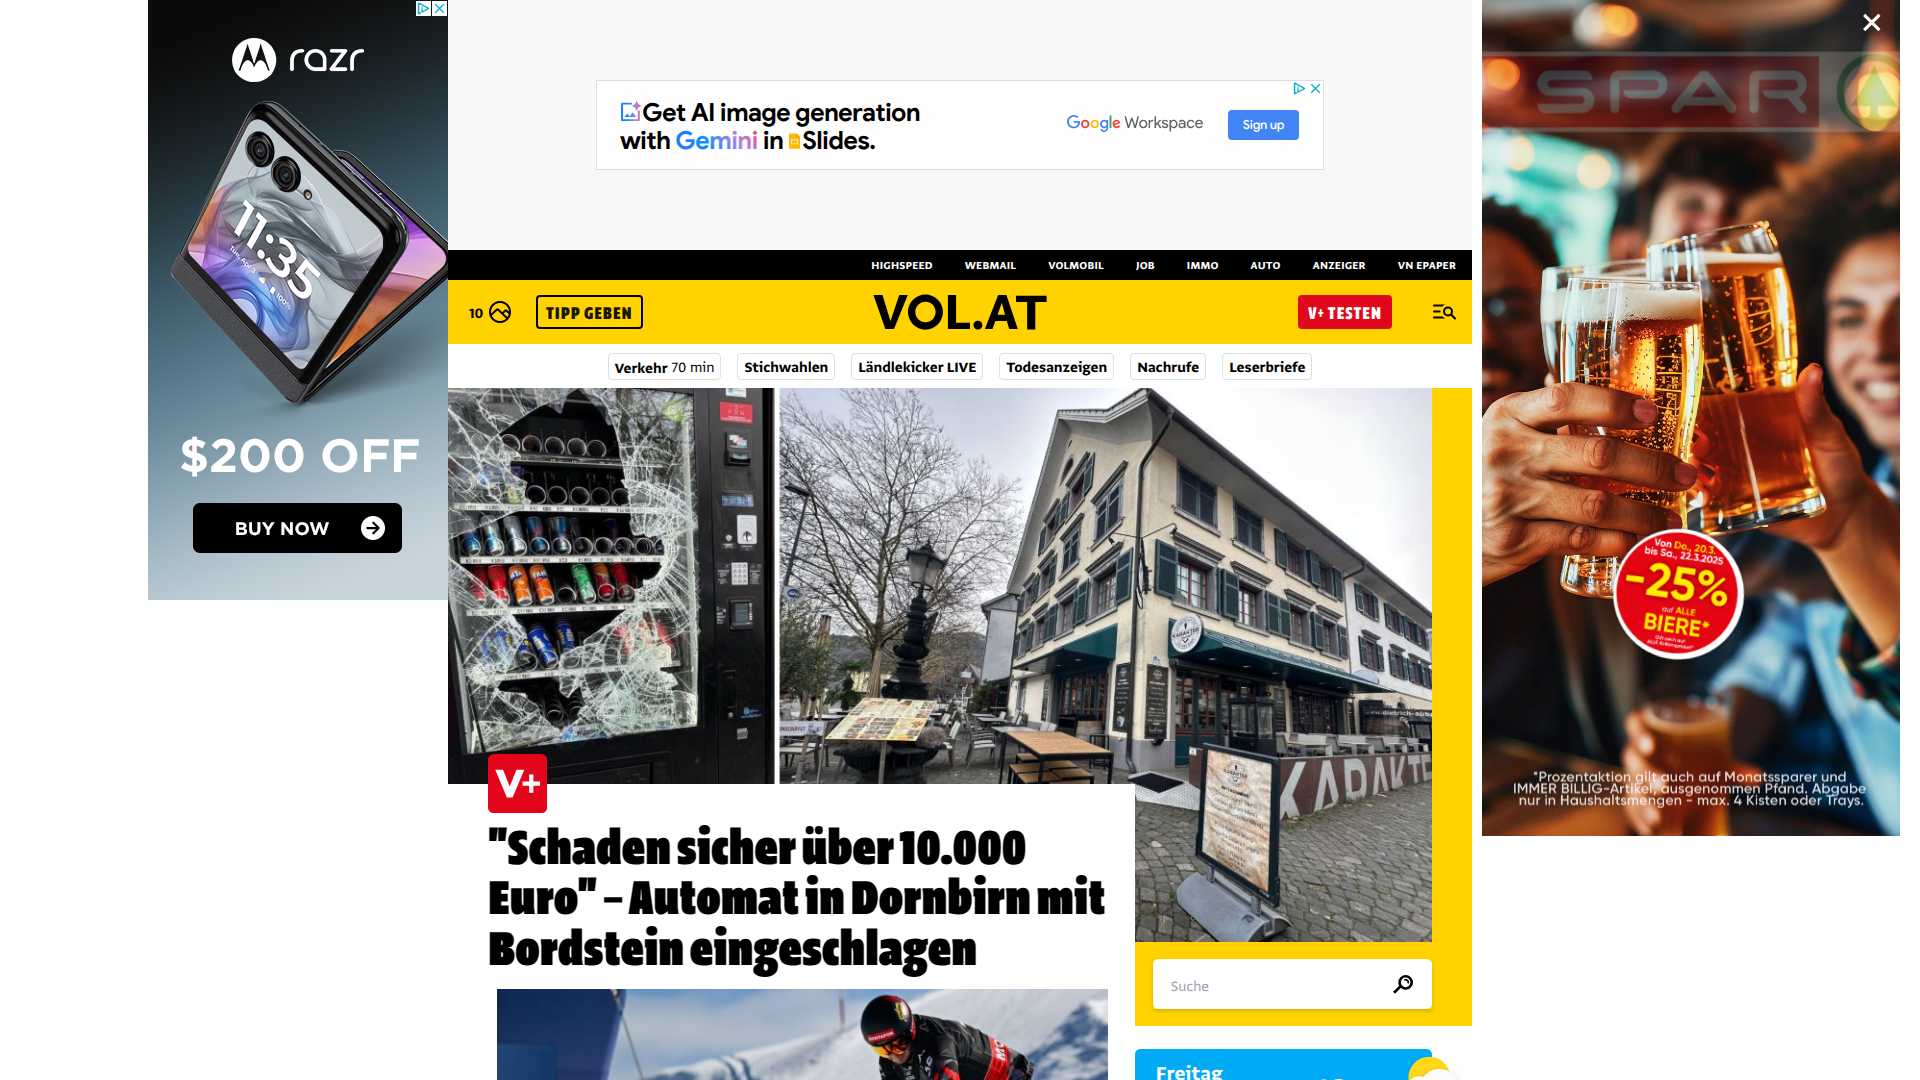 razr
11:35
$200 OFF
BUY NOW
Get AI image generation
with Gemini in Slides.
Google Workspace
Sign up
HIGHSPEED WEBMAIL VOLMOBIL JOB IMMO AUTO ANZEIGER VN EPAPER
10
TIPP GEBEN
VOL.AT
V+ TESTEN
Verkehr 70 min
Stichwahlen
Ländlekicker LIVE
Todesanzeigen
Nachrufe
Leserbriefe
V+
"Schaden sicher über 10.000
Euro" – Automat in Dornbirn mit
Bordstein eingeschlagen
Suche
Freitag
SPAR
Von Do., 20.3.
bis Sa., 22.3.2025
-25%
auf ALLE
BIERE*
*Prozentaktion gilt auch auf Monatssparer und
IMMER BILLIG-Artikel, ausgenommen Pfand. Abgabe
nur in Haushaltsmengen - max. 4 Kisten oder Trays.